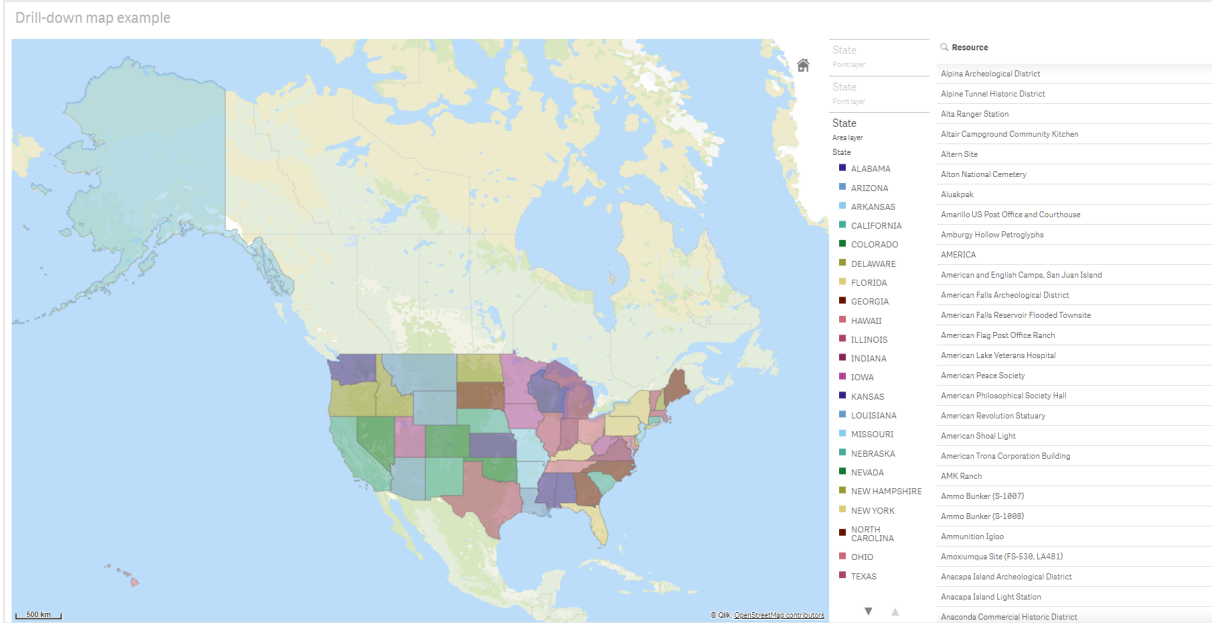 Drill-down map example
500 km
© Qlik, OpenStreetMap contributors
State
Point layer
State
Point layer
State
Area layer
State
ALABAMA
ARIZONA
ARKANSAS
CALIFORNIA
COLORADO
DELAWARE
FLORIDA
GEORGIA
HAWAII
ILLINOIS
INDIANA
IOWA
KANSAS
LOUISIANA
MISSOURI
NEBRASKA
NEVADA
NEW HAMPSHIRE
NEW YORK
NORTH
CAROLINA
OHIO
TEXAS
Resource
Alpina Archeological District
Alpine Tunnel Historic District
Alta Ranger Station
Altair Campground Community Kitchen
Altern Site
Alton National Cemetery
Aluakpak
Amarillo US Post Office and Courthouse
Amburgy Hollow Petroglyphs
AMERICA
American and English Camps, San Juan Island
American Falls Archeological District
American Falls Reservoir Flooded Townsite
American Flag Post Office Ranch
American Lake Veterans Hospital
American Peace Society
American Philosophical Society Hall
American Revolution Statuary
American Shoal Light
American Trona Corporation Building
AMK Ranch
Ammo Bunker (S-1007)
Ammo Bunker (S-1008)
Ammunition Igloo
Amoxiumqua Site (FS-530, LA481)
Anacapa Island Archeological District
Anacapa Island Light Station
Anaconda Commercial Historic District